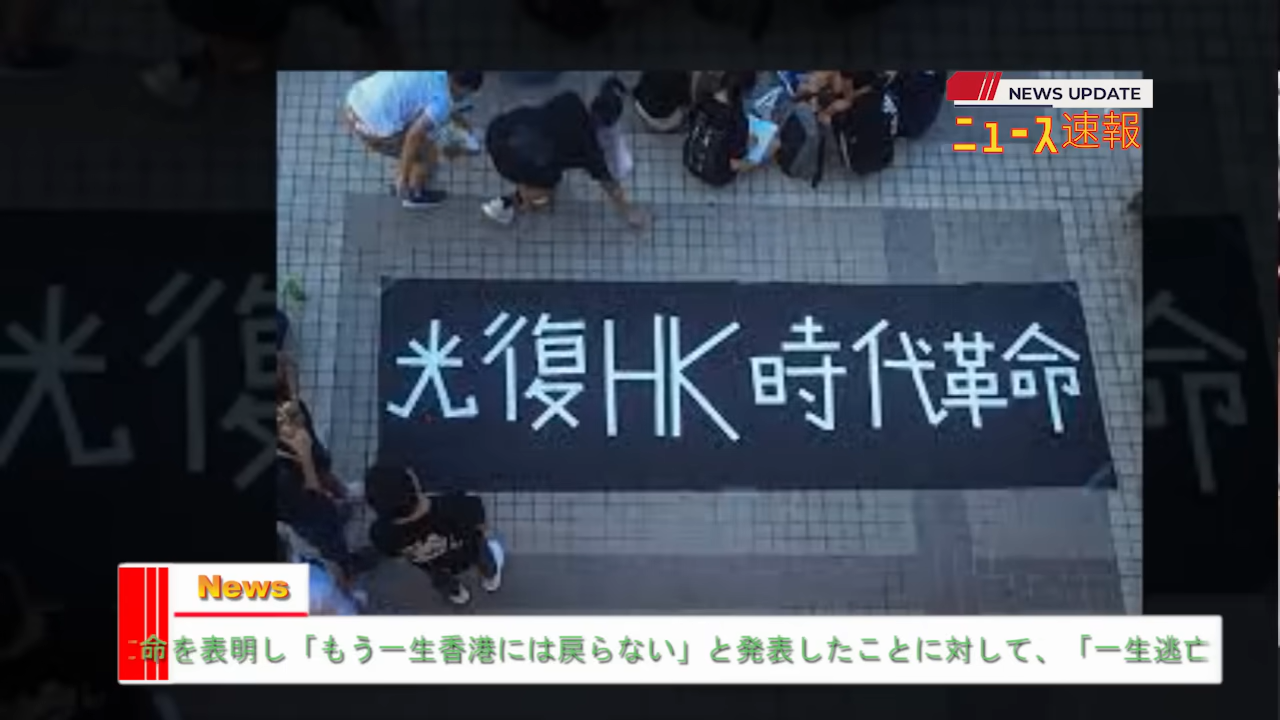 NEWS UPDATE
ニュース速報
光復HK時代革命
News
命を表明し「もう一生香港には戻らない」と発表したことに対して、「一生逃亡